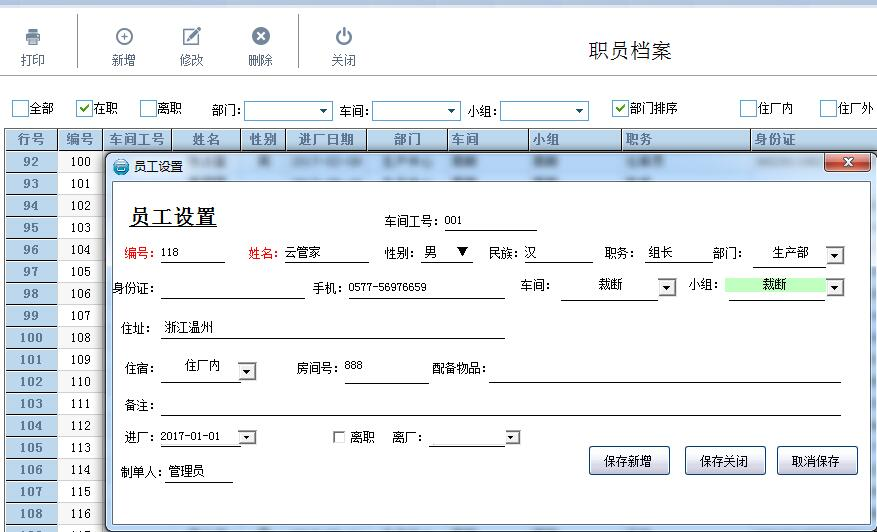 职员档案
打印 新增 修改 删除 关闭
全部 在职 离职 部门: 车间: 小组: 部门排序 住厂内 住厂外
行号 编号 车间工号 姓名 性别 进厂日期 部门 车间 小组 职务 身份证
92 100
93 101
94 102
95 103
96 104
97 105
98 106
99 107
100 108
101 109
102 110
103 111
104 112
105 113
106 114
107 115
108 116
员工设置
员工设置
车间工号: 001
编号: 118 姓名: 云管家 性别: 男 民族: 汉 职务: 组长 部门: 生产部
身份证: 手机: 0577-56976659 车间: 裁断 小组: 裁断
住址: 浙江温州
住宿: 住厂内 房间号: 888 配备物品:
备注:
进厂: 2017-01-01 离职 离厂:
制单人: 管理员
保存新增 保存关闭 取消保存